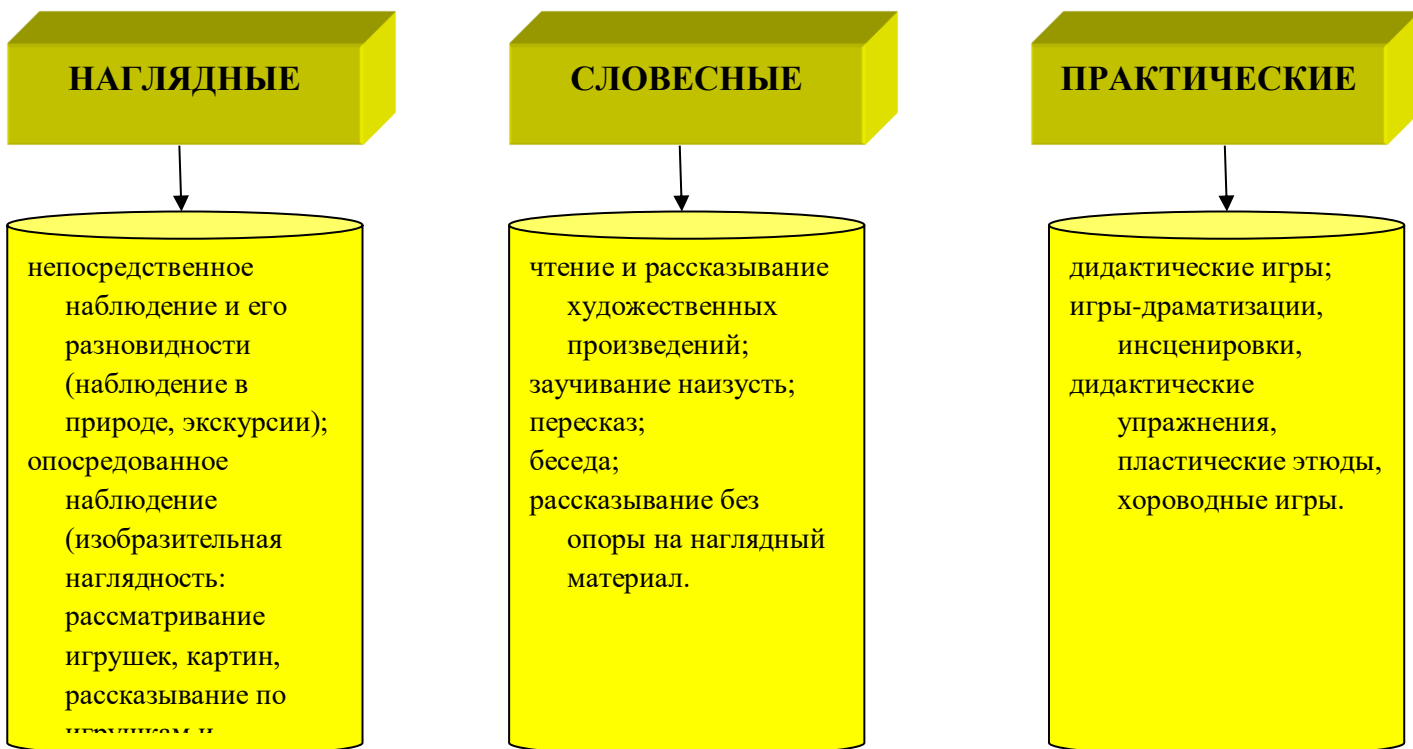 НАГЛЯДНЫЕ
непосредственное
наблюдение и его
разновидности
(наблюдение в
природе, экскурсии);
опосредованное
наблюдение
(изобразительная
наглядность:
рассматривание
игрушек, картин,
рассказывание по
игрушкам и
СЛОВЕСНЫЕ
чтение и рассказывание
художественных
произведений;
заучивание наизусть;
пересказ;
беседа;
рассказывание без
опоры на наглядный
материал.
ПРАКТИЧЕСКИЕ
дидактические игры;
игры-драматизации,
инсценировки,
дидактические
упражнения,
пластические этюды,
хороводные игры.